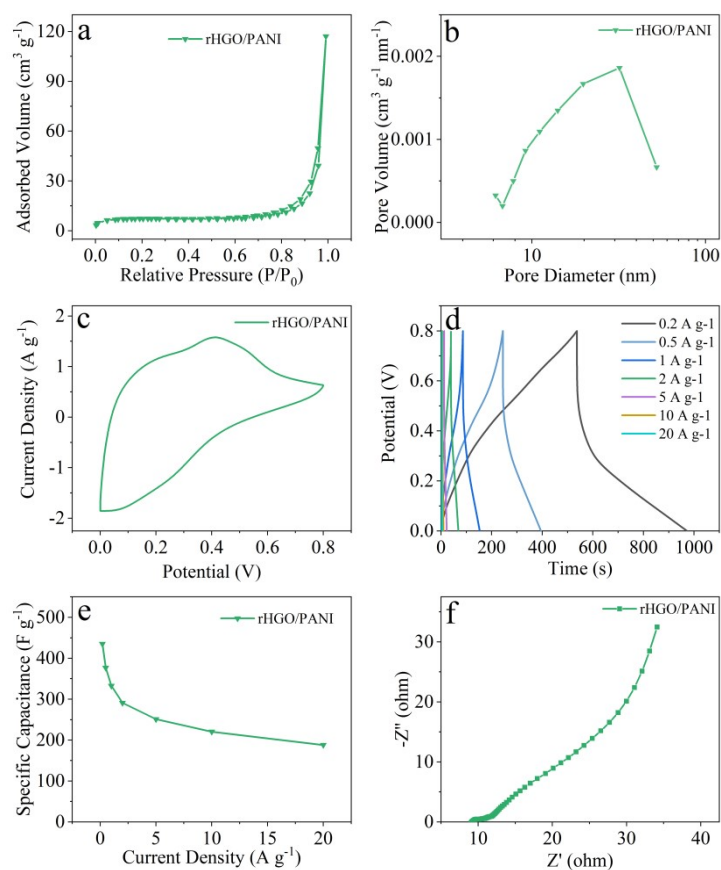 a
rHGO/PANI
Adsorbed Volume (cm³ g⁻¹)
120
90
60
30
0
0.0 0.2 0.4 0.6 0.8 1.0
Relative Pressure (P/P₀)
b
rHGO/PANI
Pore Volume (cm³ g⁻¹ nm⁻¹)
0.002
0.001
0.000
10 100
Pore Diameter (nm)
c
rHGO/PANI
Current Density (A g⁻¹)
2
1
0
-1
-2
0.0 0.2 0.4 0.6 0.8
Potential (V)
d
0.2 A g-1
0.5 A g-1
1 A g-1
2 A g-1
5 A g-1
10 A g-1
20 A g-1
Potential (V)
0.8
0.6
0.4
0.2
0.0
0 200 400 600 800 1000
Time (s)
e
rHGO/PANI
Specific Capacitance (F g⁻¹)
500
400
300
200
100
0
0 5 10 15 20
Current Density (A g⁻¹)
f
rHGO/PANI
-Z" (ohm)
30
20
10
0
10 20 30 40
Z' (ohm)